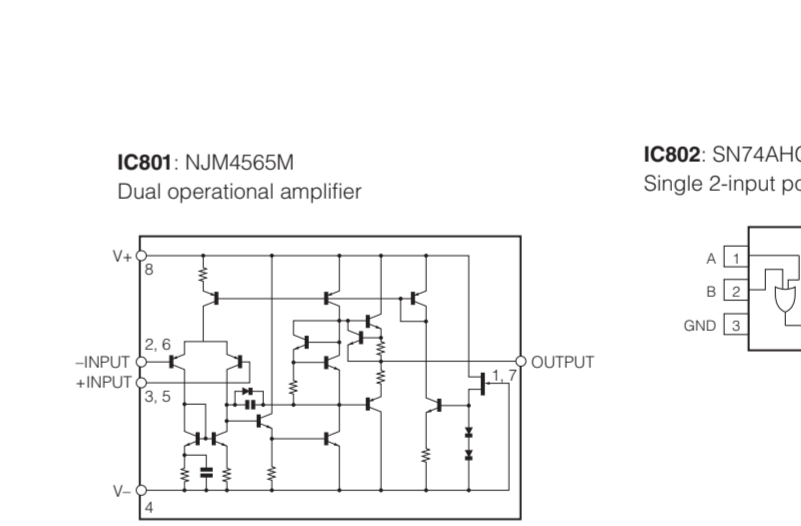 IC801: NJM4565M
Dual operational amplifier
V+
8
2, 6
–INPUT
+INPUT
3, 5
V–
4
OUTPUT
1, 7
IC802:
Single 2-input
A 1
B 2
GND 3